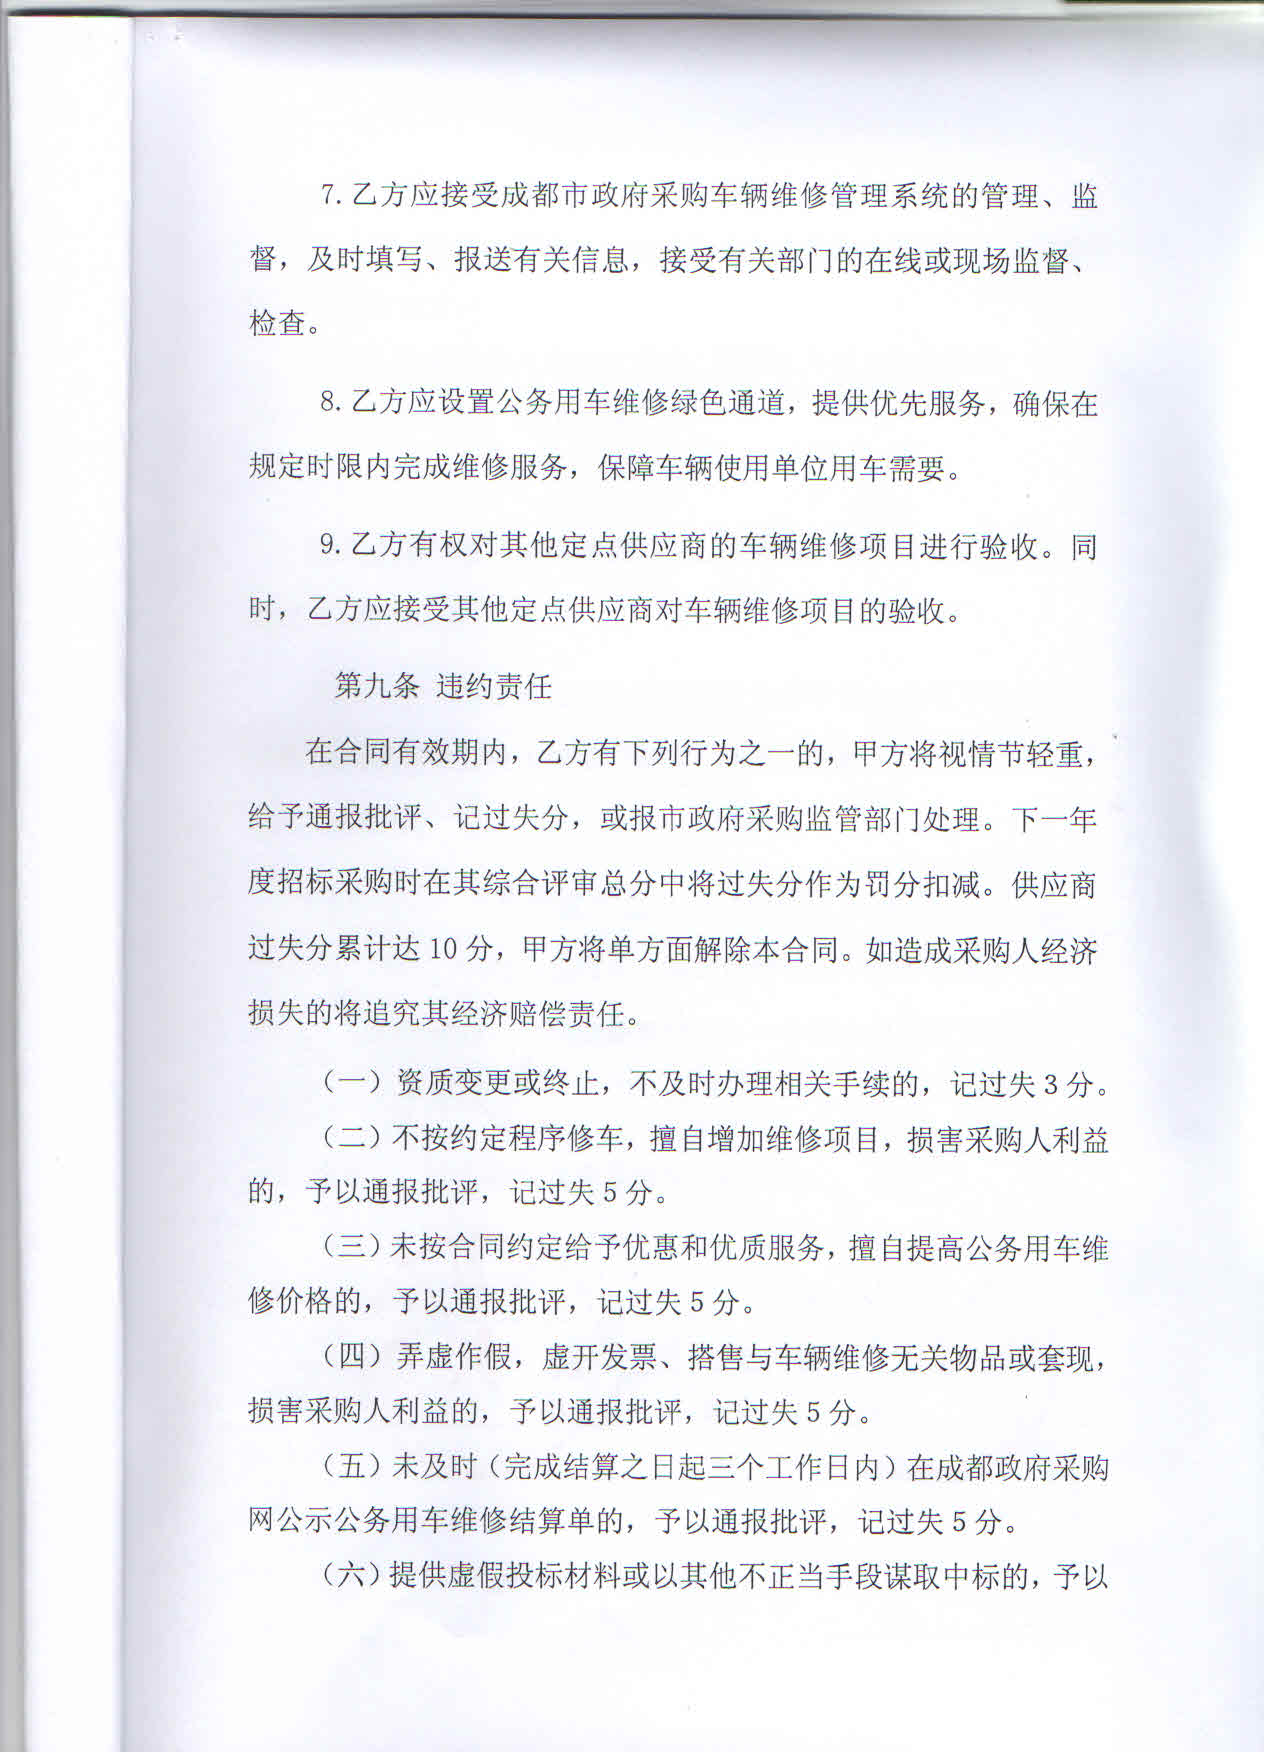 7.乙方应接受成都市政府采购车辆维修管理系统的管理、监
督，及时填写、报送有关信息，接受有关部门的在线或现场监督、
检查。
8.乙方应设置公务用车维修绿色通道，提供优先服务，确保在
规定时限内完成维修服务，保障车辆使用单位用车需要。
9.乙方有权对其他定点供应商的车辆维修项目进行验收。同
时，乙方应接受其他定点供应商对车辆维修项目的验收。
第九条 违约责任
在合同有效期内，乙方有下列行为之一的，甲方将视情节轻重，
给予通报批评、记过失分，或报市政府采购监管部门处理。下一年
度招标采购时在其综合评审总分中将过失分作为罚分扣减。供应商
过失分累计达 10 分，甲方将单方面解除本合同。如造成采购人经济
损失的将追究其经济赔偿责任。
（一）资质变更或终止，不及时办理相关手续的，记过失 3 分。
（二）不按约定程序修车，擅自增加维修项目，损害采购人利益
的，予以通报批评，记过失 5 分。
（三）未按合同约定给予优惠和优质服务，擅自提高公务用车维
修价格的，予以通报批评，记过失 5 分。
（四）弄虚作假，虚开发票、搭售与车辆维修无关物品或套现，
损害采购人利益的，予以通报批评，记过失 5 分。
（五）未及时（完成结算之日起三个工作日内）在成都政府采购
网公示公务用车维修结算单的，予以通报批评，记过失 5 分。
（六）提供虚假投标材料或以其他不正当手段谋取中标的，予以